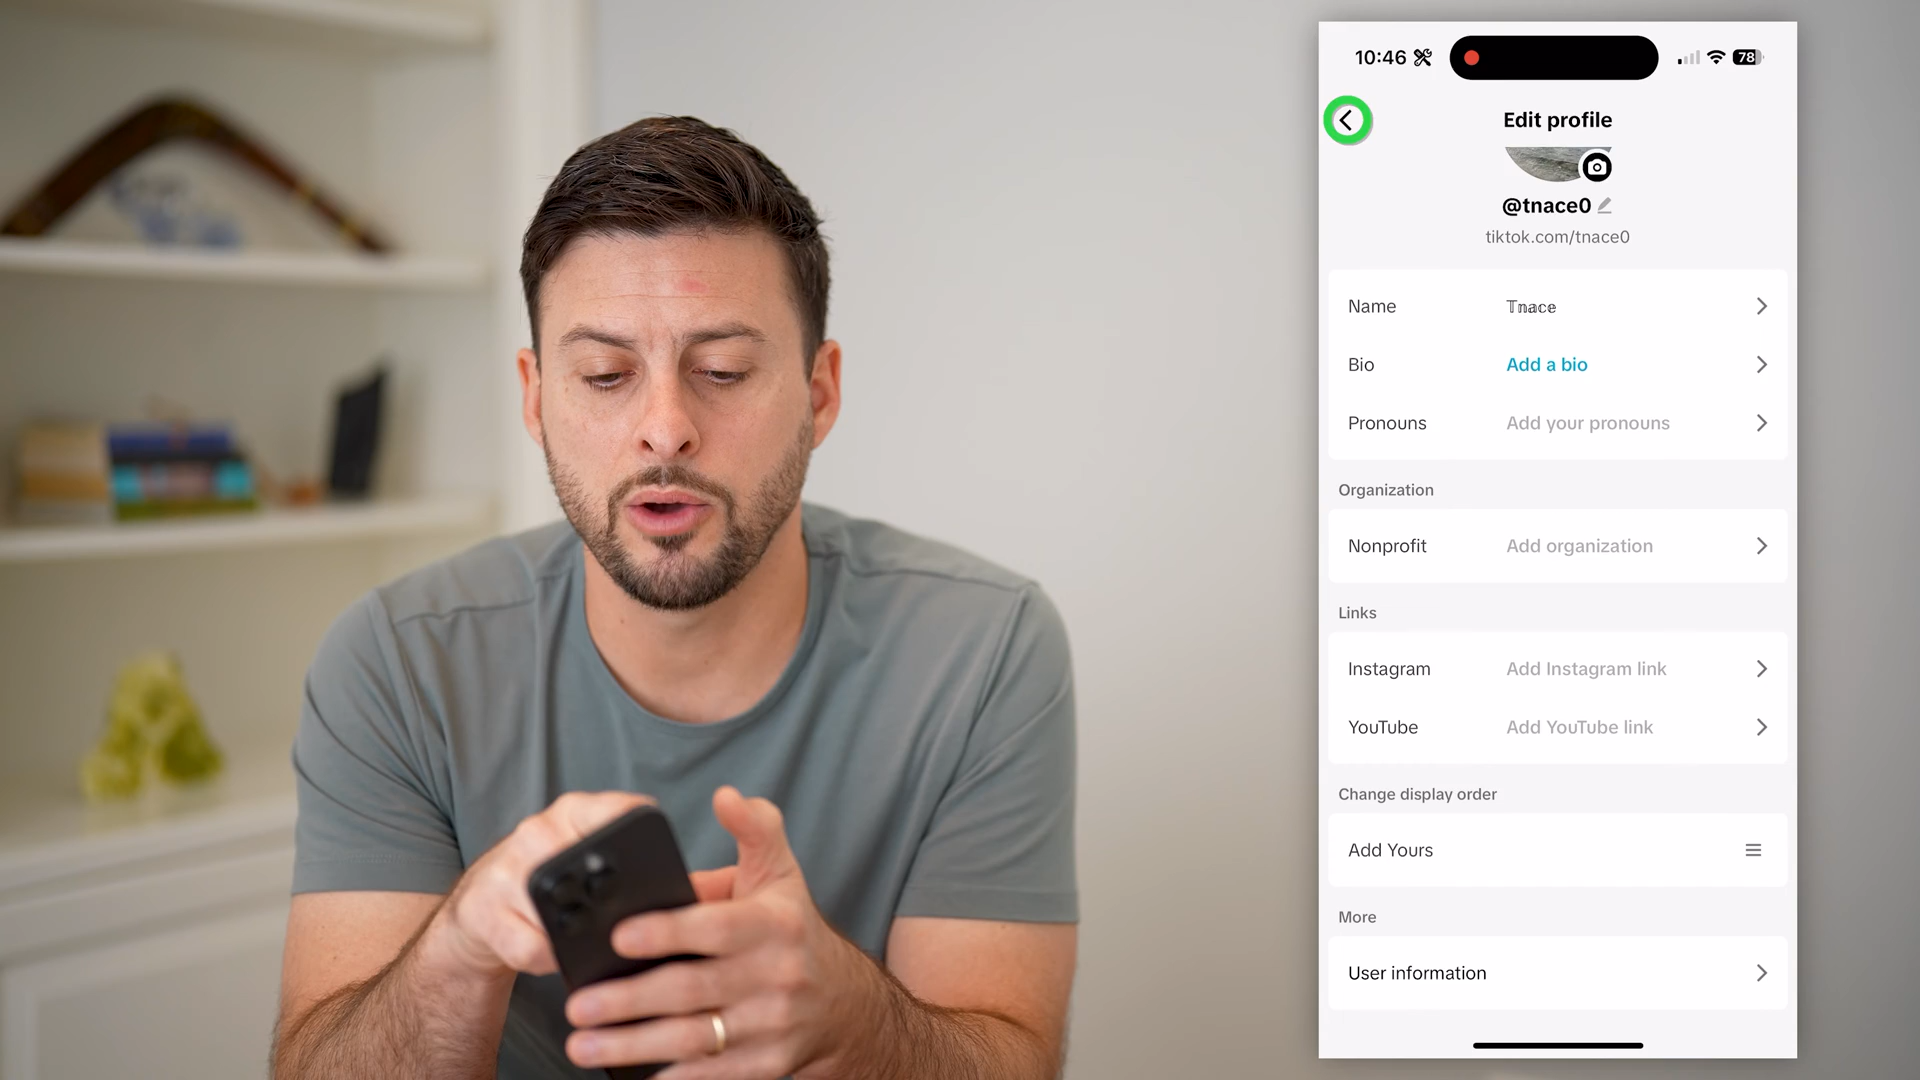 10:46
78
Edit profile
@tnace0
tiktok.com/tnace0
Name 𝕋𝕟𝕒𝕔𝕖
Bio Add a bio
Pronouns Add your pronouns
Organization
Nonprofit Add organization
Links
Instagram Add Instagram link
YouTube Add YouTube link
Change display order
Add Yours
More
User information